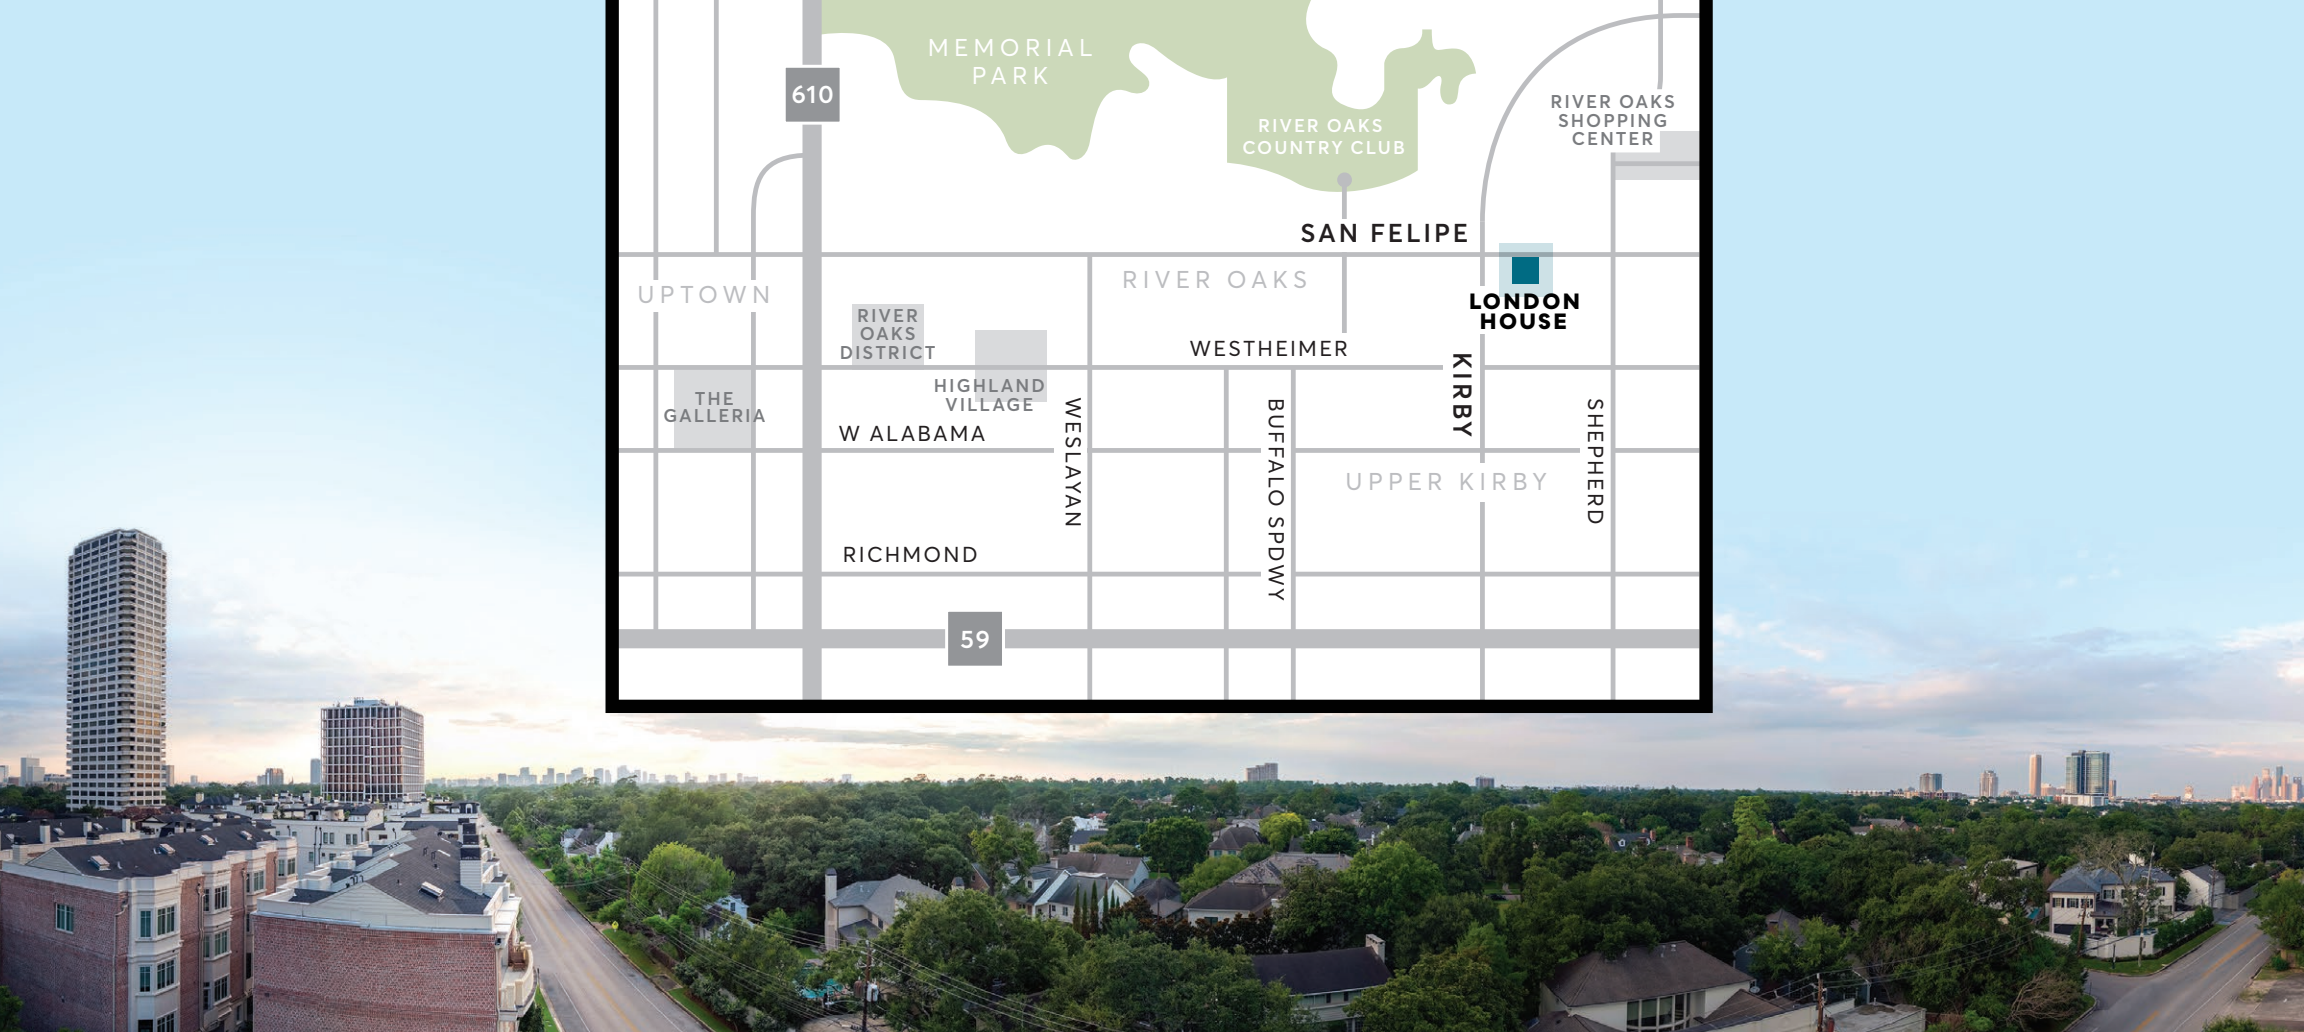 MEMORIAL
PARK
610
RIVER OAKS
SHOPPING
CENTER
RIVER OAKS
COUNTRY CLUB
SAN FELIPE
RIVER OAKS
UPTOWN
LONDON
HOUSE
RIVER
OAKS
DISTRICT
WESTHEIMER
KIRBY
HIGHLAND
VILLAGE
THE
GALLERIA
W ALABAMA
WESLAYAN
BUFFALO SPDWY
SHEPHERD
UPPER KIRBY
RICHMOND
59